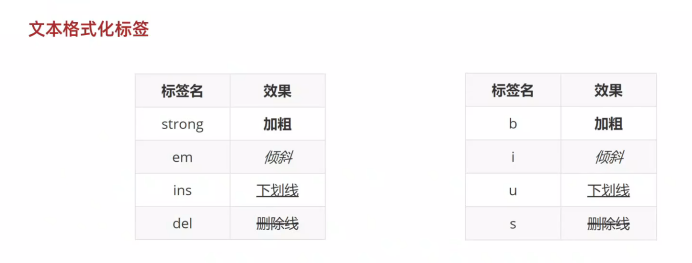 文本格式化标签
标签名 效果
strong 加粗
em 倾斜
ins 下划线
del 删除线
标签名 效果
b 加粗
i 倾斜
u 下划线
s 删除线